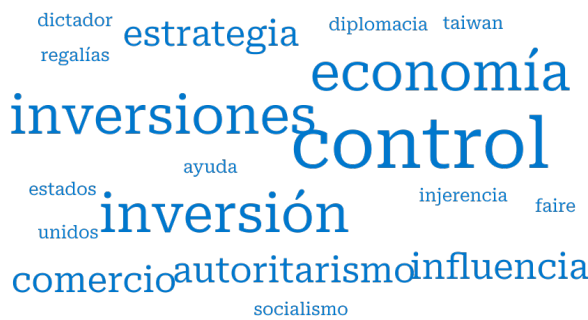 dictador
estrategia
diplomacia
taiwan
regalías
economía
inversiones
control
ayuda
estados
inversión
injerencia
faire
unidos
comercio
autoritarismo
influencia
socialismo